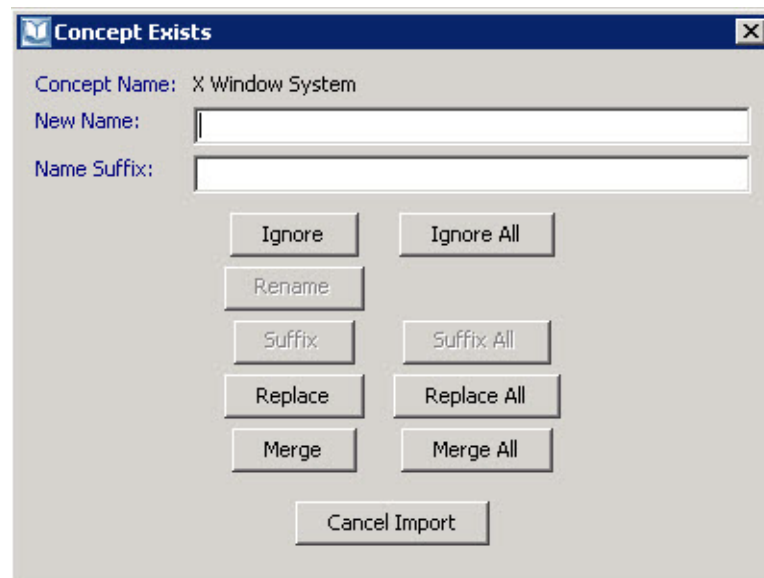 Concept Exists
Concept Name: X Window System
New Name:
Name Suffix:
Ignore Ignore All
Rename
Suffix Suffix All
Replace Replace All
Merge Merge All
Cancel Import